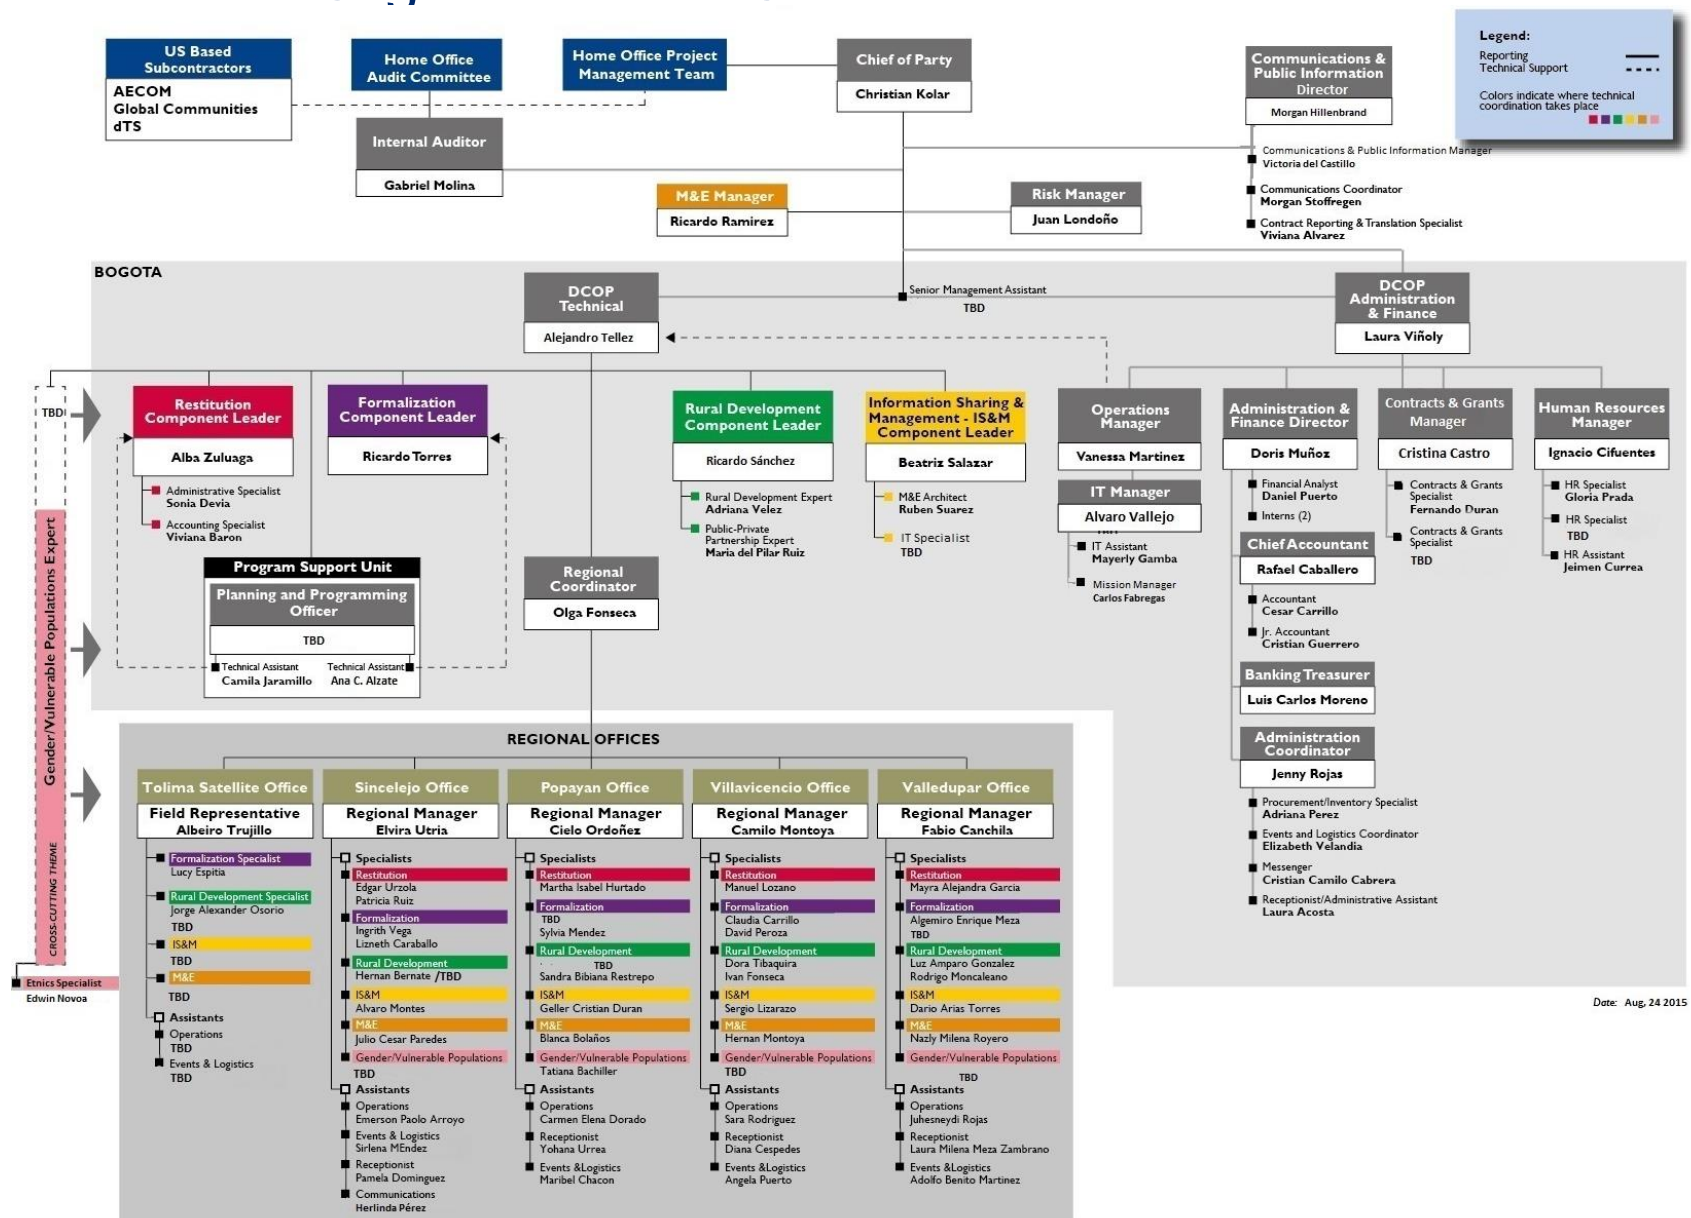 US Based
Subcontractors
AECOM
Global Communities
dTS
Home Office
Audit Committee
Home Office Project
Management Team
Chief of Party
Christian Kolar
Internal Auditor
Gabriel Molina
M&E Manager
Ricardo Ramirez
Risk Manager
Juan Londoño
Communications &
Public Information
Director
Morgan Hillenbrand
Communications & Public Information Manager
Victoria del Castillo
Communications Coordinator
Morgan Stoffregen
Contract Reporting & Translation Specialist
Viviana Alvarez
Legend:
Reporting
Technical Support
Colors indicate where technical
coordination takes place
BOGOTA
DCOP
Technical
Alejandro Tellez
Senior Management Assistant
TBD
DCOP
Administration
& Finance
Laura Viñoly
TBD
Gender/Vulnerable Populations Expert
CROSS-CUTTING THEME
Etnics Specialist
Edwin Novoa
Restitution
Component Leader
Alba Zuluaga
Administrative Specialist
Sonia Devia
Accounting Specialist
Viviana Baron
Formalization
Component Leader
Ricardo Torres
Program Support Unit
Planning and Programming
Officer
TBD
Technical Assistant
Camila Jaramillo
Technical Assistant
Ana C. Alzate
Regional
Coordinator
Olga Fonseca
Rural Development
Component Leader
Ricardo Sánchez
Rural Development Expert
Adriana Velez
Public-Private
Partnership Expert
Maria del Pilar Ruiz
Information Sharing &
Management - IS&M
Component Leader
Beatriz Salazar
M&E Architect
Ruben Suarez
IT Specialist
TBD
Operations
Manager
Vanessa Martinez
IT Manager
Alvaro Vallejo
IT Assistant
Mayerly Gamba
Mission Manager
Carlos Fabregas
Administration &
Finance Director
Doris Muñoz
Financial Analyst
Daniel Puerto
Interns (2)
Chief Accountant
Rafael Caballero
Accountant
Cesar Carrillo
Jr. Accountant
Cristian Guerrero
Banking Treasurer
Luis Carlos Moreno
Administration
Coordinator
Jenny Rojas
Procurement/Inventory Specialist
Adriana Perez
Events and Logistics Coordinator
Elizabeth Velandia
Messenger
Cristian Camilo Cabrera
Receptionist/Administrative Assistant
Laura Acosta
Contracts & Grants
Manager
Cristina Castro
Contracts & Grants
Specialist
Fernando Duran
Contracts & Grants
Specialist
TBD
Human Resources
Manager
Ignacio Cifuentes
HR Specialist
Gloria Prada
HR Specialist
TBD
HR Assistant
Jeimen Currea
REGIONAL OFFICES
Tolima Satellite Office
Field Representative
Albeiro Trujillo
Formalization Specialist
Lucy Espitia
Rural Development Specialist
Jorge Alexander Osorio
TBD
IS&M
TBD
M&E
TBD
Assistants
Operations
TBD
Events & Logistics
TBD
Sincelejo Office
Regional Manager
Elvira Utria
Specialists
Restitution
Edgar Urzola
Patricia Ruiz
Formalization
Ingrith Vega
Lizneth Caraballo
Rural Development
Hernan Bernate /TBD
IS&M
Alvaro Montes
M&E
Julio Cesar Paredes
Gender/Vulnerable Populations
TBD
Assistants
Operations
Emerson Paolo Arroyo
Events & Logistics
Sirlena MEndez
Receptionist
Pamela Dominguez
Communications
Herlinda Pérez
Popayan Office
Regional Manager
Cielo Ordoñez
Specialists
Restitution
Martha Isabel Hurtado
Formalization
TBD
Sylvia Mendez
Rural Development
TBD
Sandra Bibiana Restrepo
IS&M
Geller Cristian Duran
M&E
Blanca Bolaños
Gender/Vulnerable Populations
Tatiana Bachiller
Assistants
Operations
Carmen Elena Dorado
Receptionist
Yohana Urrea
Events &Logistics
Maribel Chacon
Villavicencio Office
Regional Manager
Camilo Montoya
Specialists
Restitution
Manuel Lozano
Formalization
Claudia Carrillo
David Peroza
Rural Development
Dora Tibaquira
Ivan Fonseca
IS&M
Sergio Lizarazo
M&E
Hernan Montoya
Gender/Vulnerable Populations
TBD
Assistants
Operations
Sara Rodriguez
Receptionist
Diana Cespedes
Events &Logistics
Angela Puerto
Valledupar Office
Regional Manager
Fabio Canchila
Specialists
Restitution
Mayra Alejandra Garcia
Formalization
Algemiro Enrique Meza
TBD
Rural Development
Luz Amparo Gonzalez
Rodrigo Moncaleano
IS&M
Dario Arias Torres
M&E
Nazly Milena Royero
Gender/Vulnerable Populations
TBD
Assistants
Operations
Juhesneydi Rojas
Receptionist
Laura Milena Meza Zambrano
Events &Logistics
Adolfo Benito Martinez
Date: Aug, 24 2015